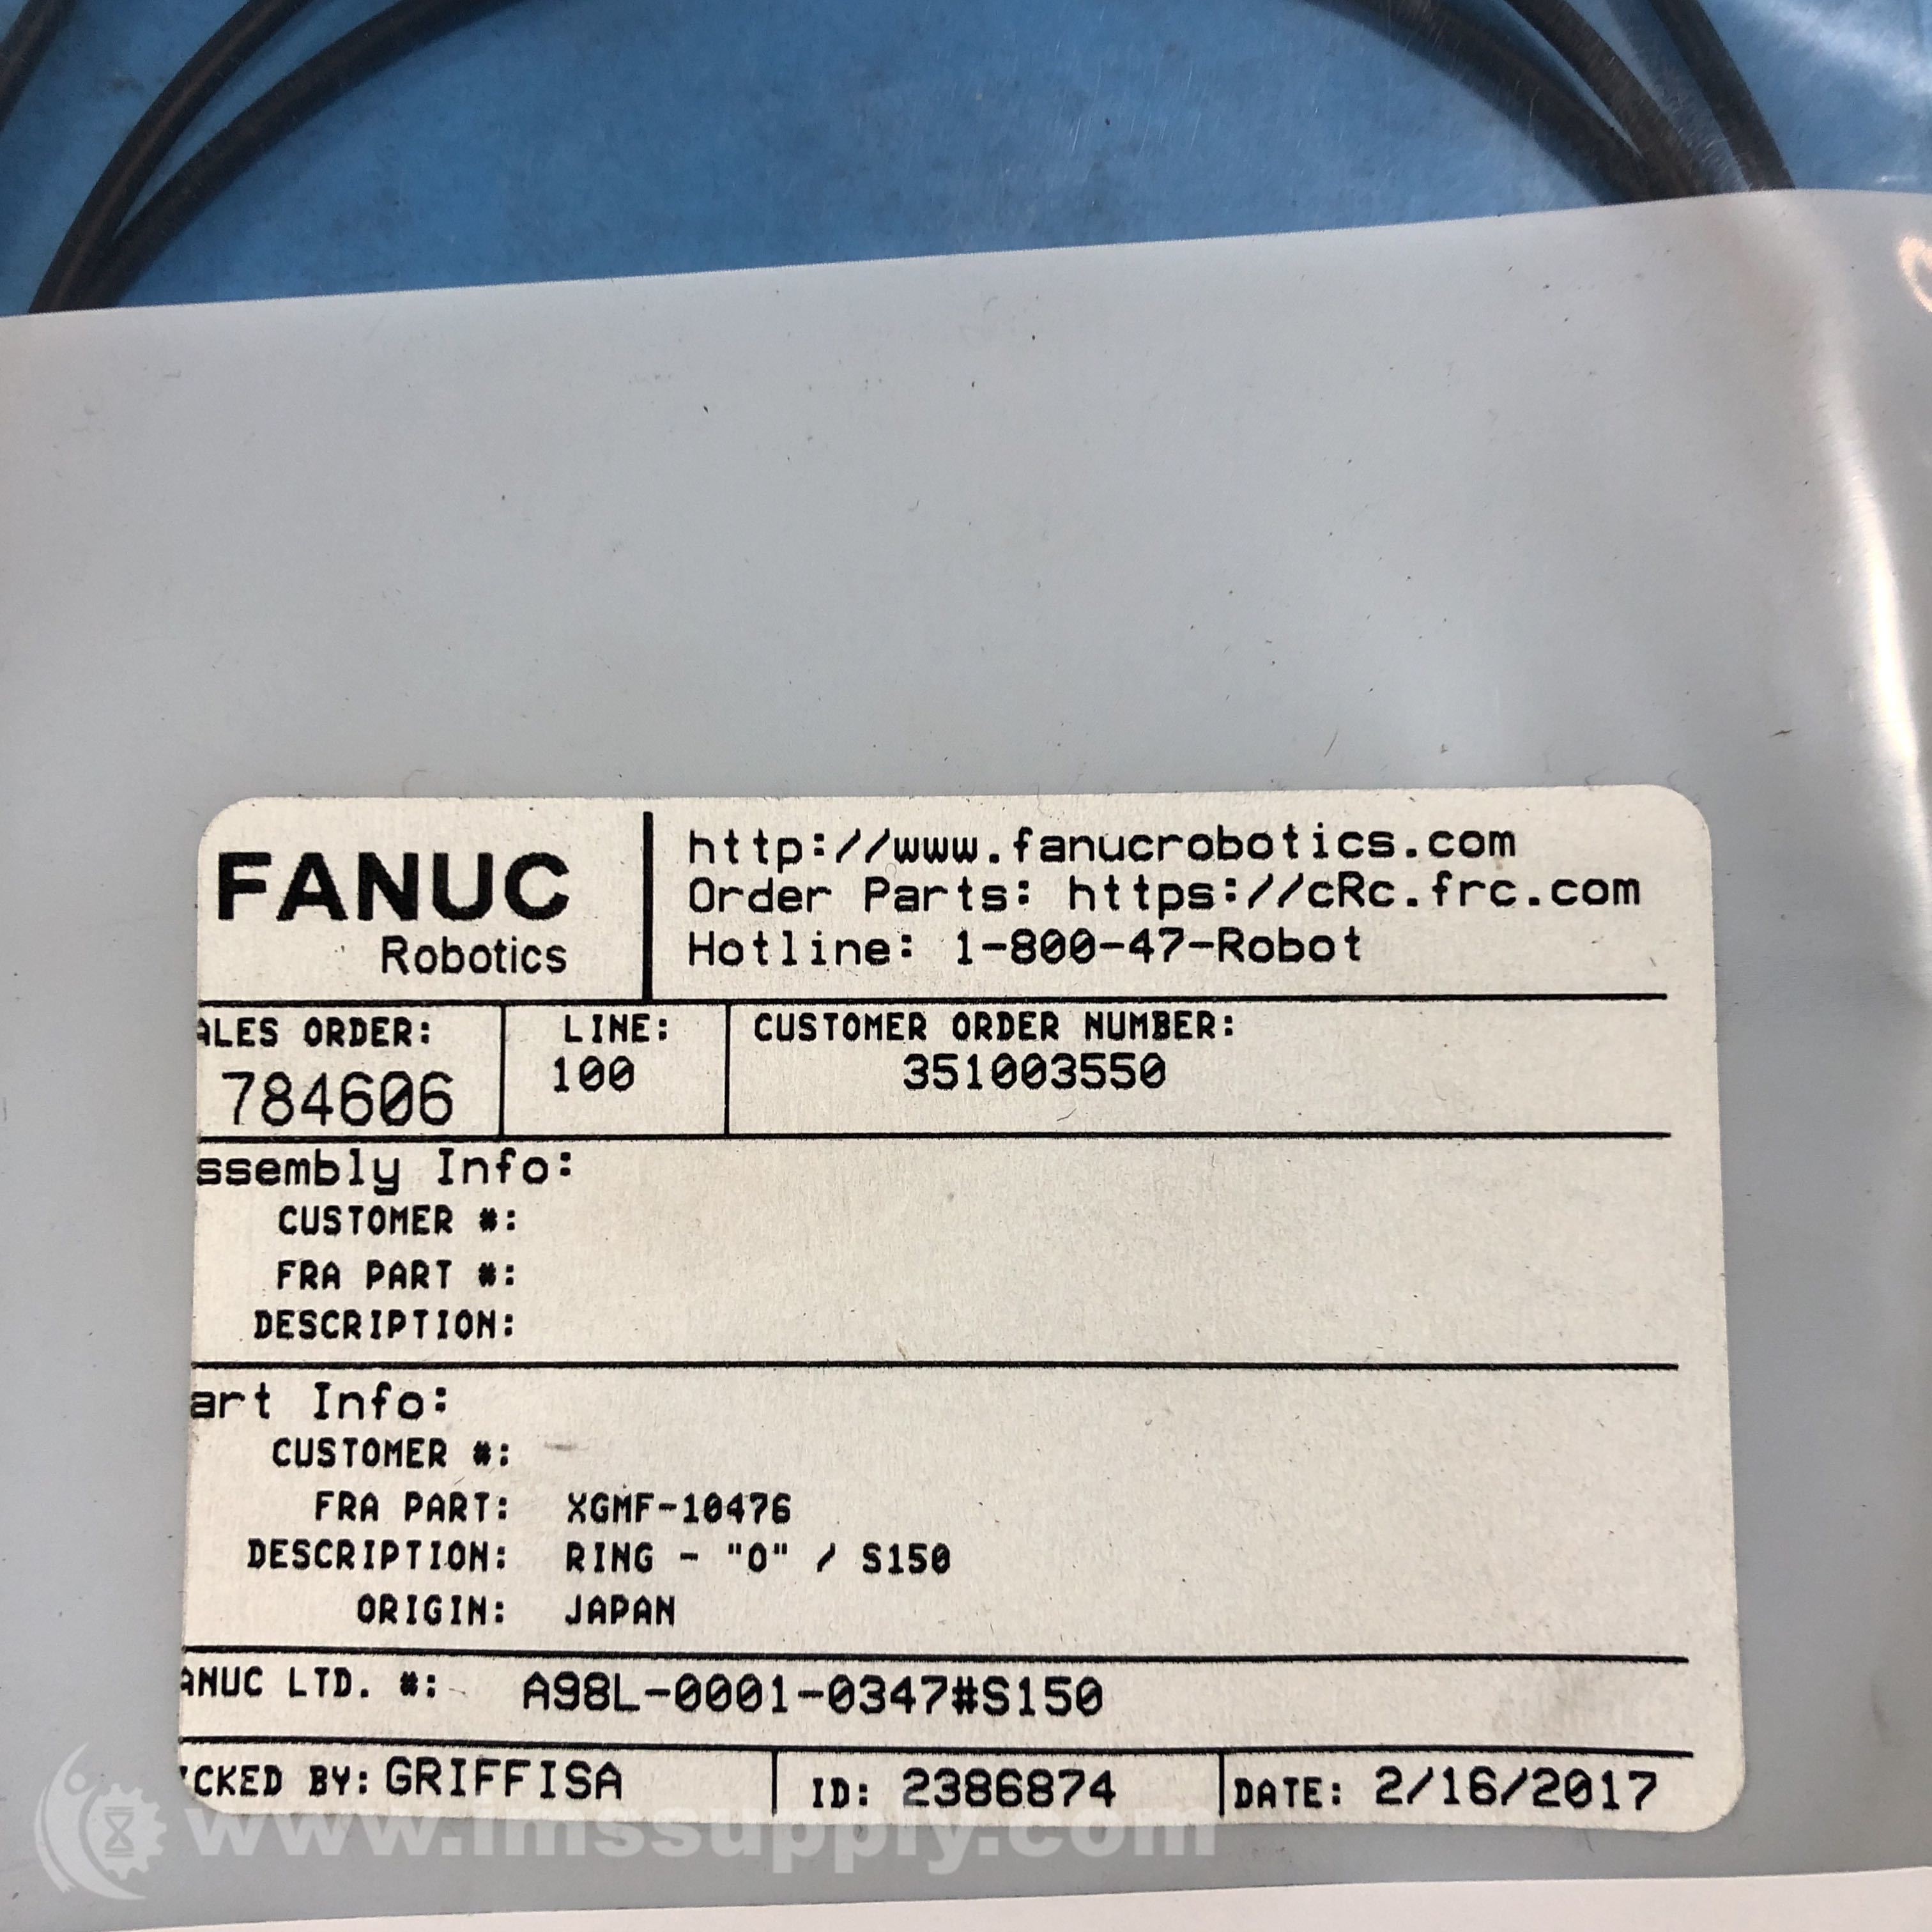 FANUC
Robotics
http://www.fanucrobotics.com
Order Parts: https://cRc.frc.com
Hotline: 1-800-47-Robot
ALES ORDER:
784606
LINE:
100
CUSTOMER ORDER NUMBER:
351003550
ssembly Info:
CUSTOMER #:
FRA PART #:
DESCRIPTION:
art Info:
CUSTOMER #:
FRA PART: XGMF-10476
DESCRIPTION: RING - "O" / S150
ORIGIN: JAPAN
ANUC LTD. #: A98L-0001-0347#S150
CKED BY: GRIFFISA
ID: 2386874
DATE: 2/16/2017
www.imssupply.com